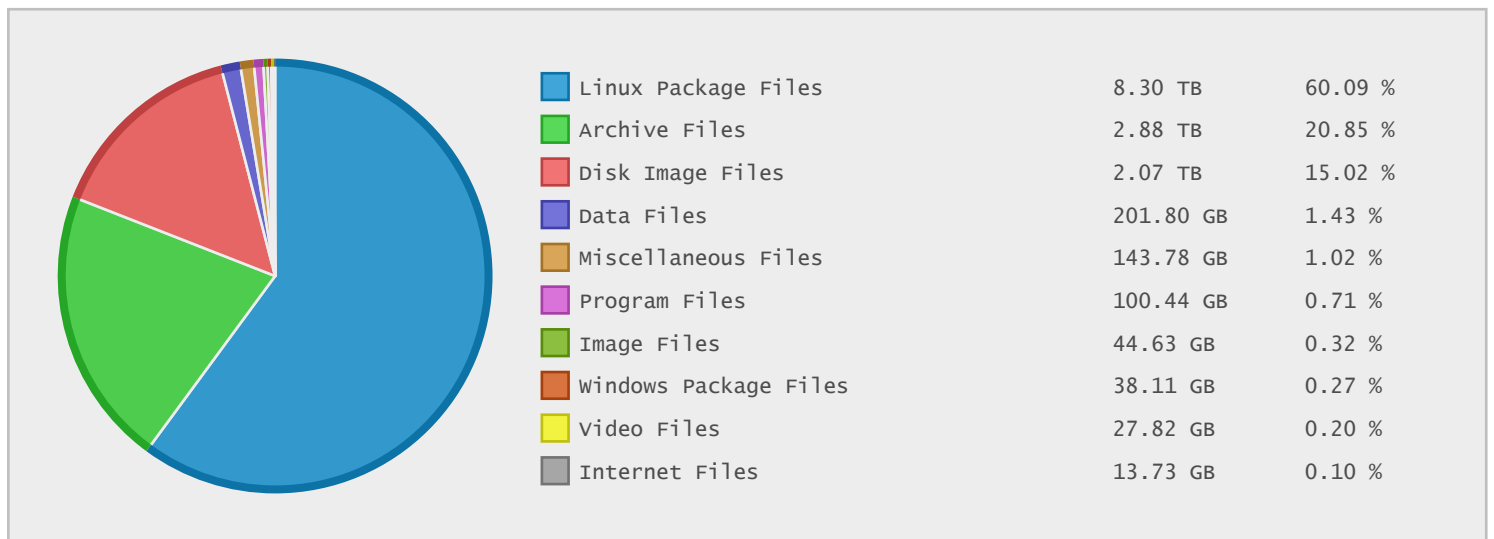 Linux Package Files 8.30 TB 60.09 %
Archive Files 2.88 TB 20.85 %
Disk Image Files 2.07 TB 15.02 %
Data Files 201.80 GB 1.43 %
Miscellaneous Files 143.78 GB 1.02 %
Program Files 100.44 GB 0.71 %
Image Files 44.63 GB 0.32 %
Windows Package Files 38.11 GB 0.27 %
Video Files 27.82 GB 0.20 %
Internet Files 13.73 GB 0.10 %